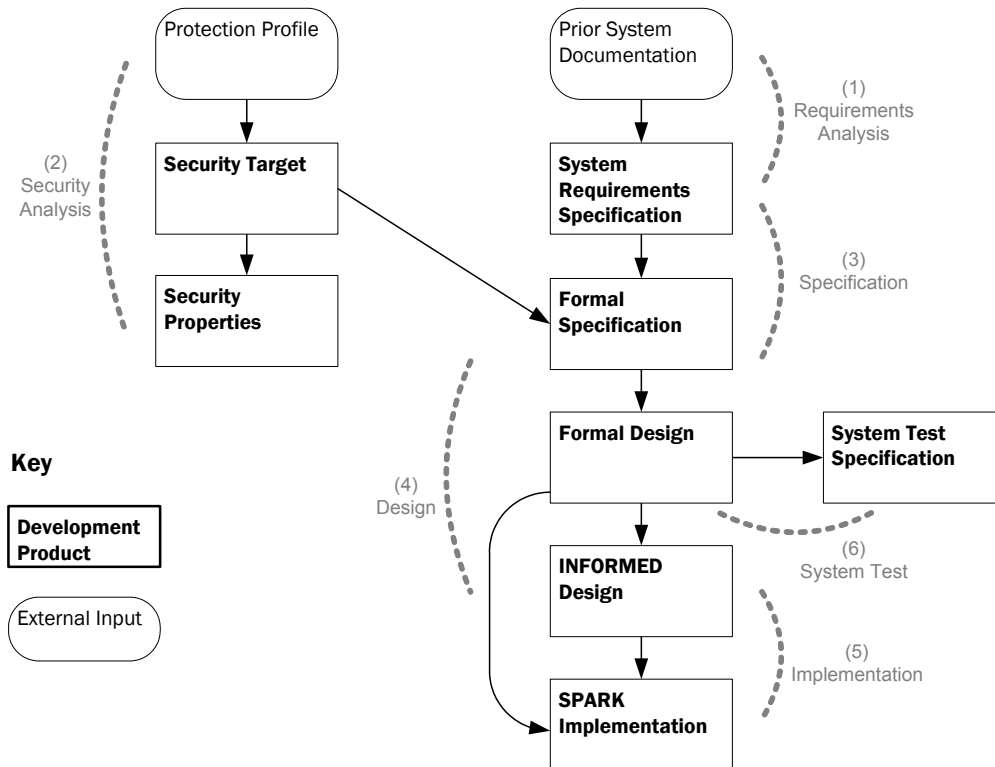 Protection Profile
Prior System
Documentation
(1)
Requirements
Analysis
(2)
Security
Analysis
Security Target
System
Requirements
Specification
(3)
Specification
Security
Properties
Formal
Specification
Formal Design
System Test
Specification
Key
(4)
Design
Development
Product
(6)
System Test
INFORMED
Design
External Input
(5)
Implementation
SPARK
Implementation